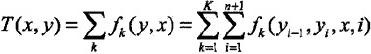 T(x, y) = ∑_k f_k(y, x) = ∑_{k=1}^{K} ∑_{i=1}^{n+1} f_k(y_{i-1}, y_i, x, i)